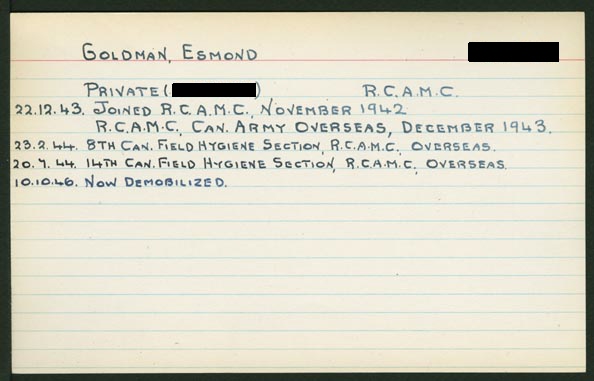 GOLDMAN, ESMOND
PRIVATE ( ) R.C.A.M.C.
22.12.43. JOINED R.C.A.M.C., NOVEMBER 1942
R.C.A.M.C., CAN. ARMY OVERSEAS, DECEMBER 1943.
23.2.44. 8TH CAN. FIELD HYGIENE SECTION, R.C.A.M.C., OVERSEAS.
20.7.44. 14TH CAN. FIELD HYGIENE SECTION, R.C.A.M.C., OVERSEAS.
10.10.46. NOW DEMOBILIZED.